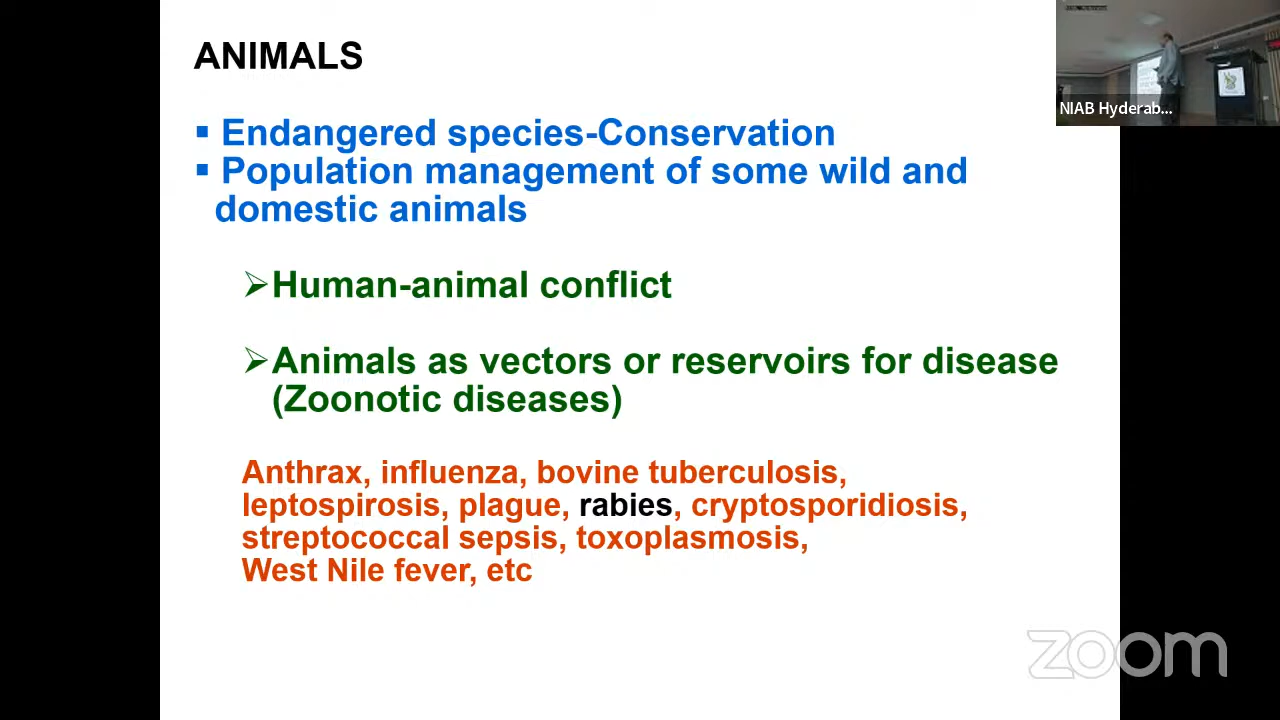 ANIMALS
▪ Endangered species-Conservation
▪ Population management of some wild and
domestic animals
➢Human-animal conflict
➢Animals as vectors or reservoirs for disease
(Zoonotic diseases)
Anthrax, influenza, bovine tuberculosis,
leptospirosis, plague, rabies, cryptosporidiosis,
streptococcal sepsis, toxoplasmosis,
West Nile fever, etc
NIAB Hyderab...
zoom